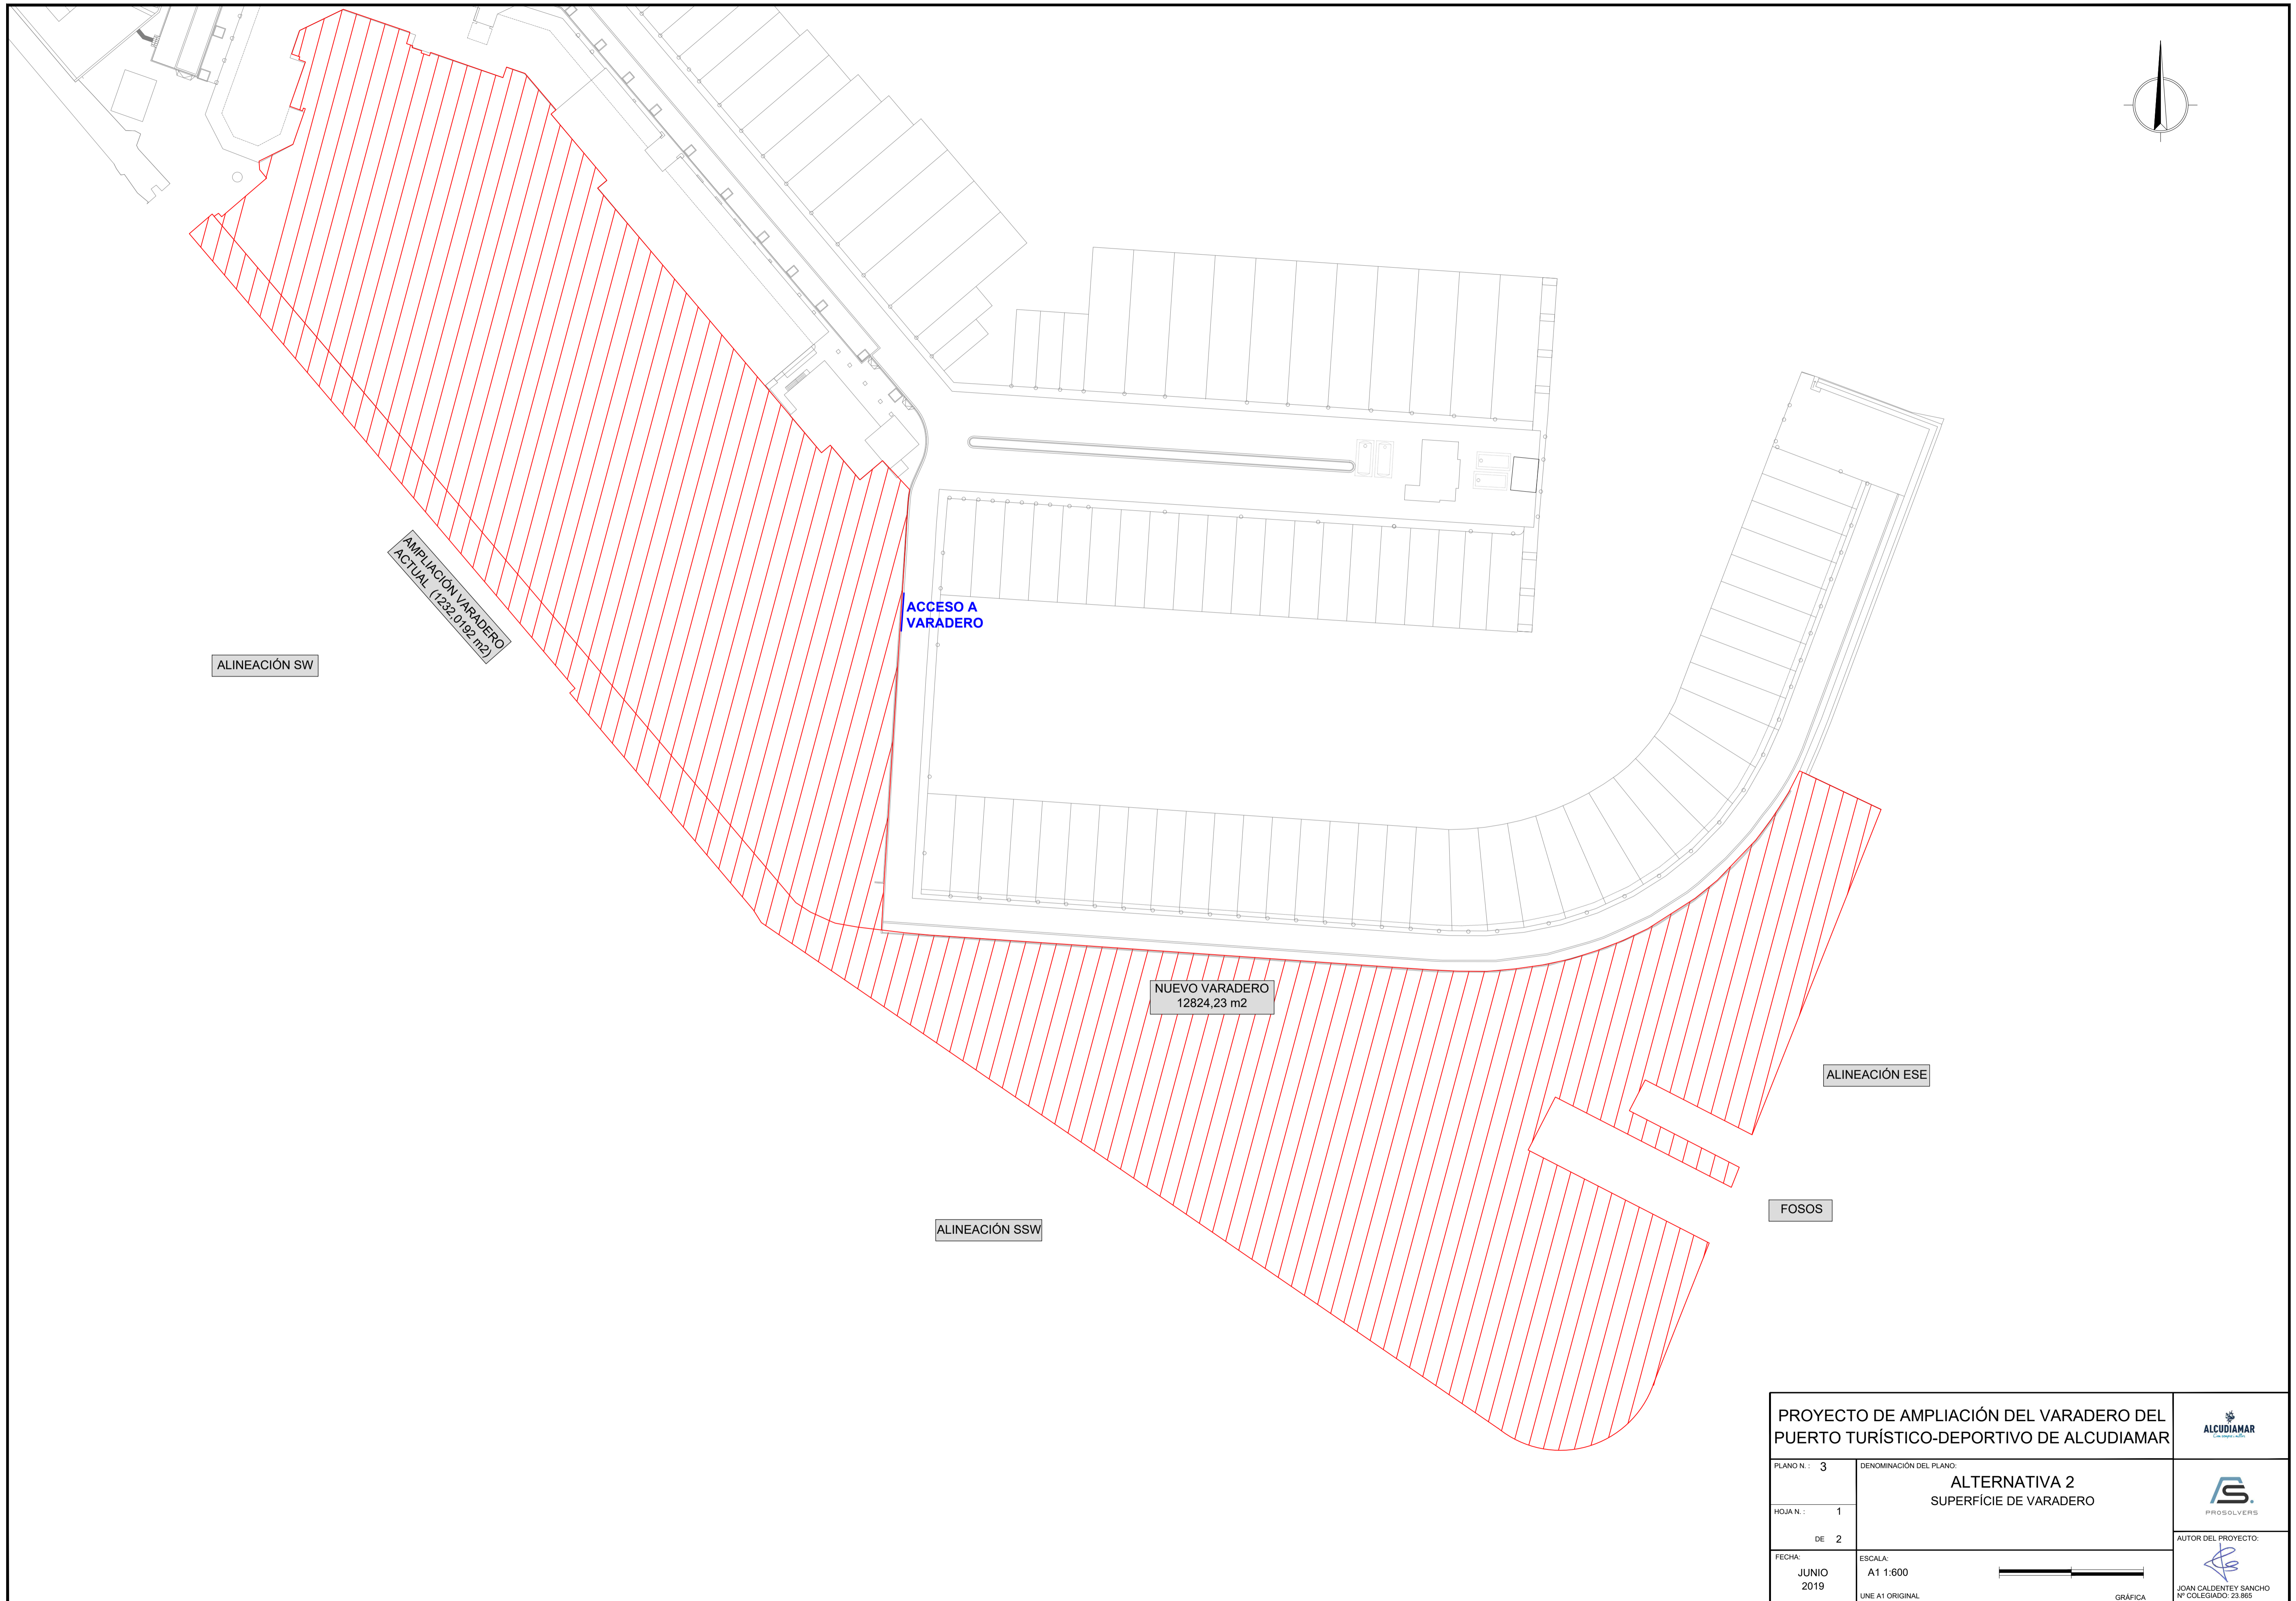 AMPLIACIÓN VARADERO
ACTUAL (1232,0192 m2)
ACCESO A
VARADERO
ALINEACIÓN SW
NUEVO VARADERO
12824,23 m2
ALINEACIÓN ESE
FOSOS
ALINEACIÓN SSW
PROYECTO DE AMPLIACIÓN DEL VARADERO DEL
PUERTO TURÍSTICO-DEPORTIVO DE ALCUDIAMAR
ALCUDIAMAR
PLANO N. : 3
DENOMINACIÓN DEL PLANO:
ALTERNATIVA 2
SUPERFÍCIE DE VARADERO
HOJA N. : 1
DE 2
PROSOLVERS
AUTOR DEL PROYECTO:
JOAN CALDENTEY SANCHO
Nº COLEGIADO: 23.865
FECHA:
JUNIO
2019
ESCALA:
A1 1:600
UNE A1 ORIGINAL
GRÁFICA